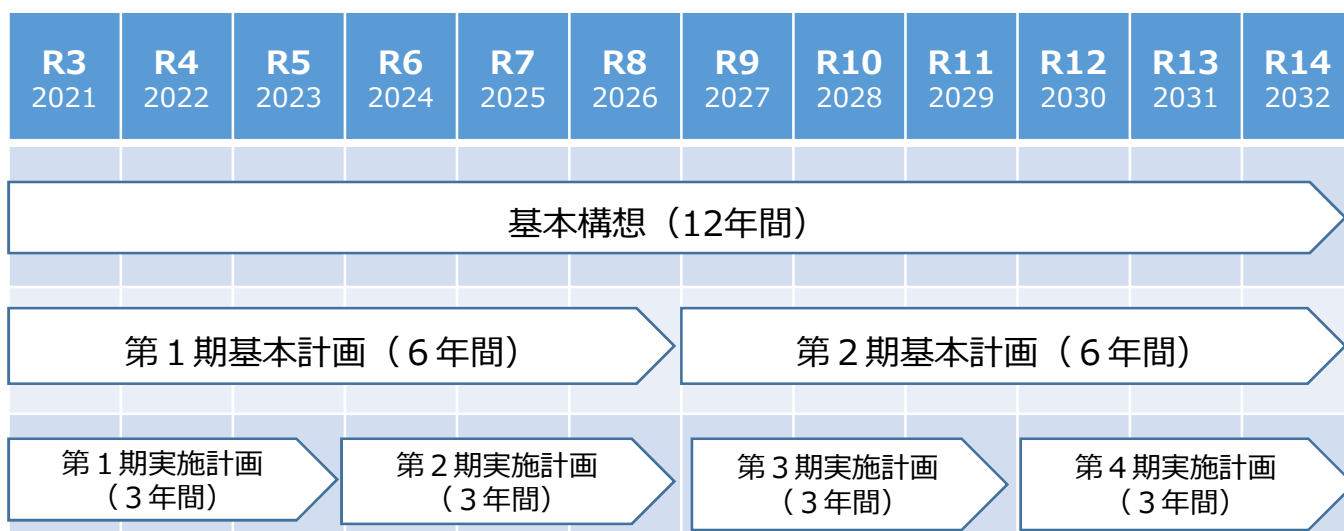 R3 R4 R5 R6 R7 R8 R9 R10 R11 R12 R13 R14
2021 2022 2023 2024 2025 2026 2027 2028 2029 2030 2031 2032
基本構想（12年間）
第１期基本計画（６年間） 第２期基本計画（６年間）
第１期実施計画 第２期実施計画 第３期実施計画 第４期実施計画
（３年間） （３年間） （３年間） （３年間）